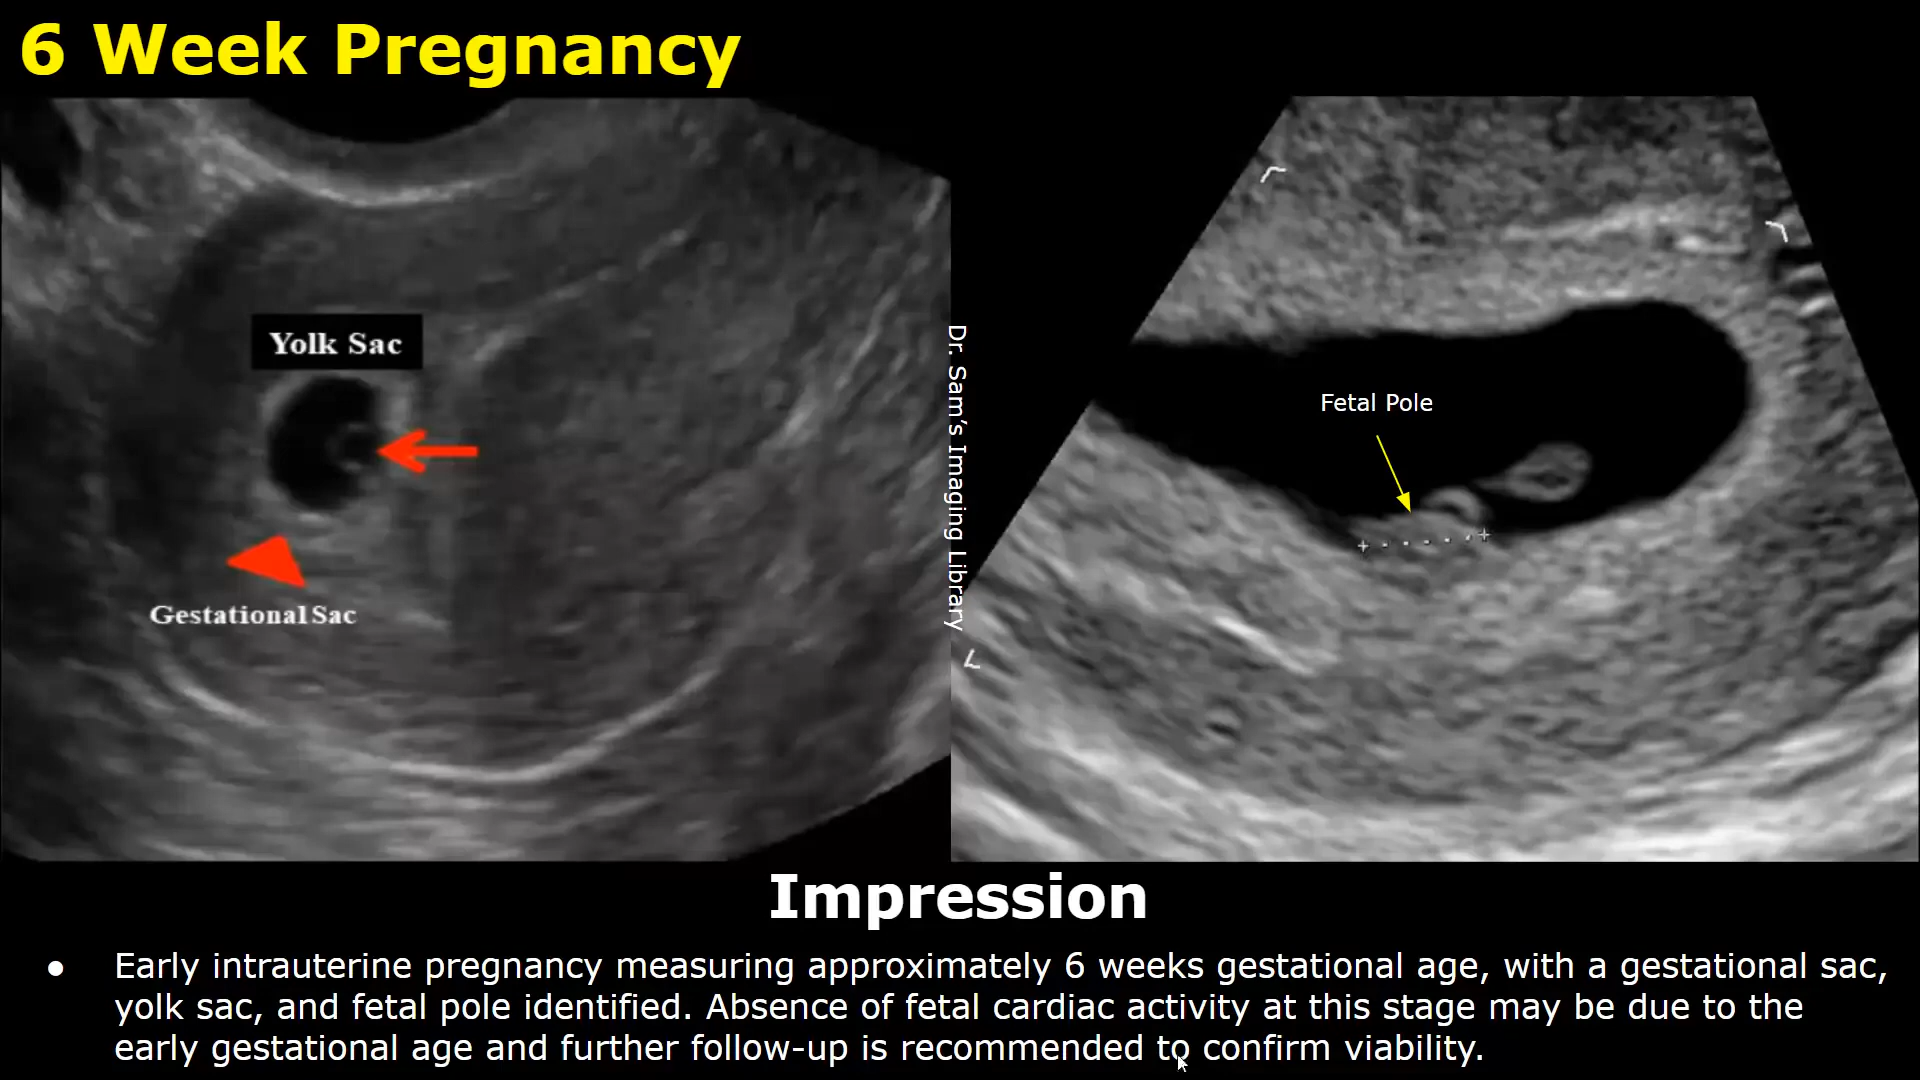 6 Week Pregnancy
Yolk Sac
Gestational Sac
Dr. Sam's Imaging Library
Fetal Pole
Impression
● Early intrauterine pregnancy measuring approximately 6 weeks gestational age, with a gestational sac,
yolk sac, and fetal pole identified. Absence of fetal cardiac activity at this stage may be due to the
early gestational age and further follow-up is recommended to confirm viability.